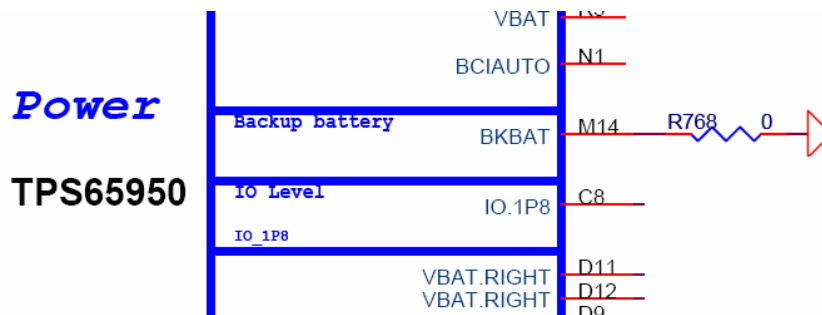 VBAT
BCIAUTO N1
Power
Backup battery
BKBAT M14 R768 0
TPS65950
IO Level
IO.1P8 C8
IO_1P8
VBAT.RIGHT D11
VBAT.RIGHT D12
D9